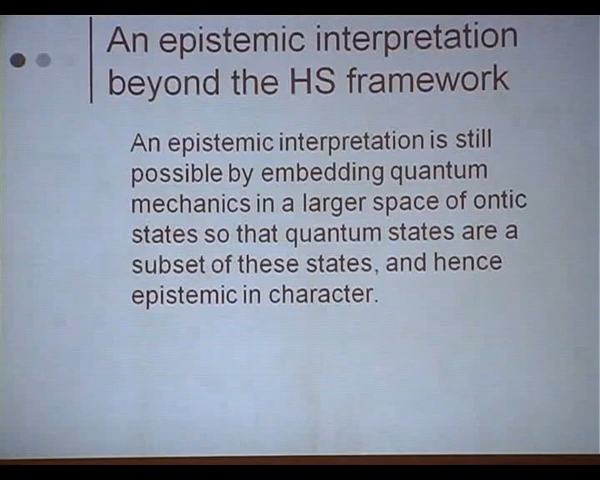 An epistemic interpretation
beyond the HS framework
An epistemic interpretation is still
possible by embedding quantum
mechanics in a larger space of ontic
states so that quantum states are a
subset of these states, and hence
epistemic in character.